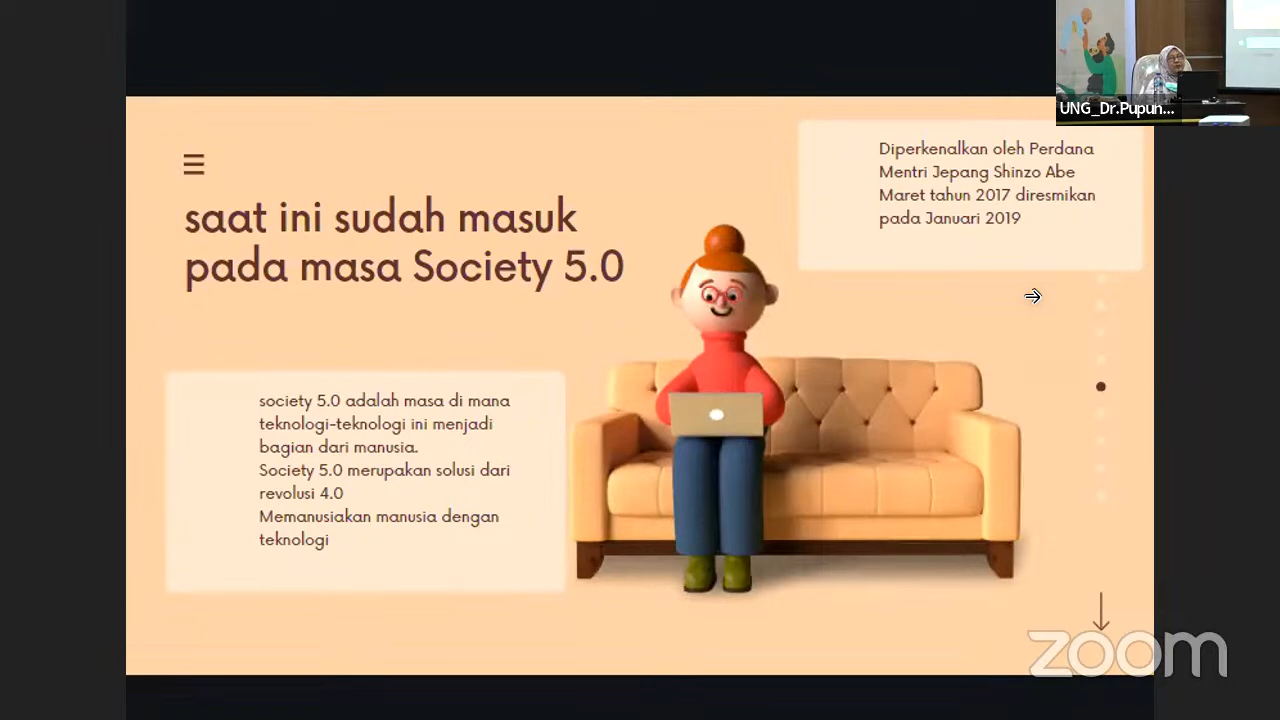 UNG_Dr.Pupun...
Diperkenalkan oleh Perdana
Mentri Jepang Shinzo Abe
Maret tahun 2017 diresmikan
pada Januari 2019
saat ini sudah masuk
pada masa Society 5.0
society 5.0 adalah masa di mana
teknologi-teknologi ini menjadi
bagian dari manusia.
Society 5.0 merupakan solusi dari
revolusi 4.0
Memanusiakan manusia dengan
teknologi
zoom